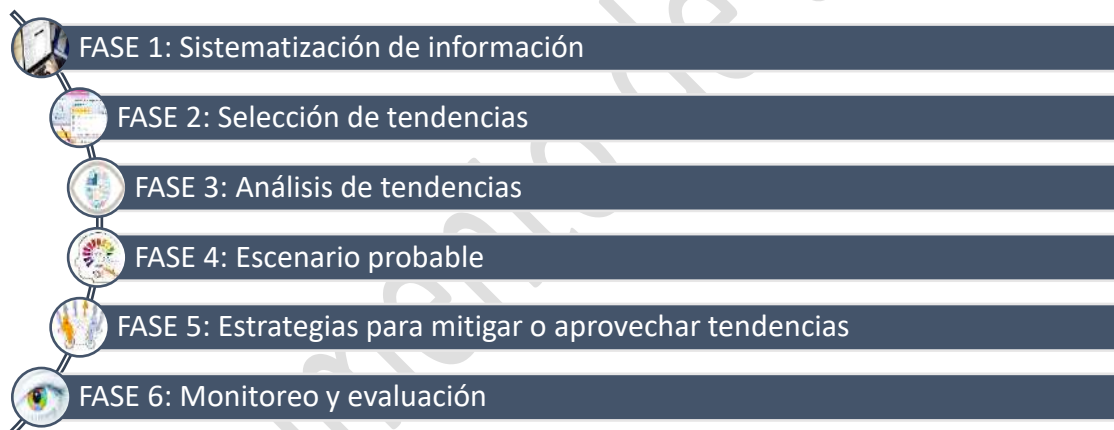 FASE 1: Sistematización de información
FASE 2: Selección de tendencias
FASE 3: Análisis de tendencias
FASE 4: Escenario probable
FASE 5: Estrategias para mitigar o aprovechar tendencias
FASE 6: Monitoreo y evaluación